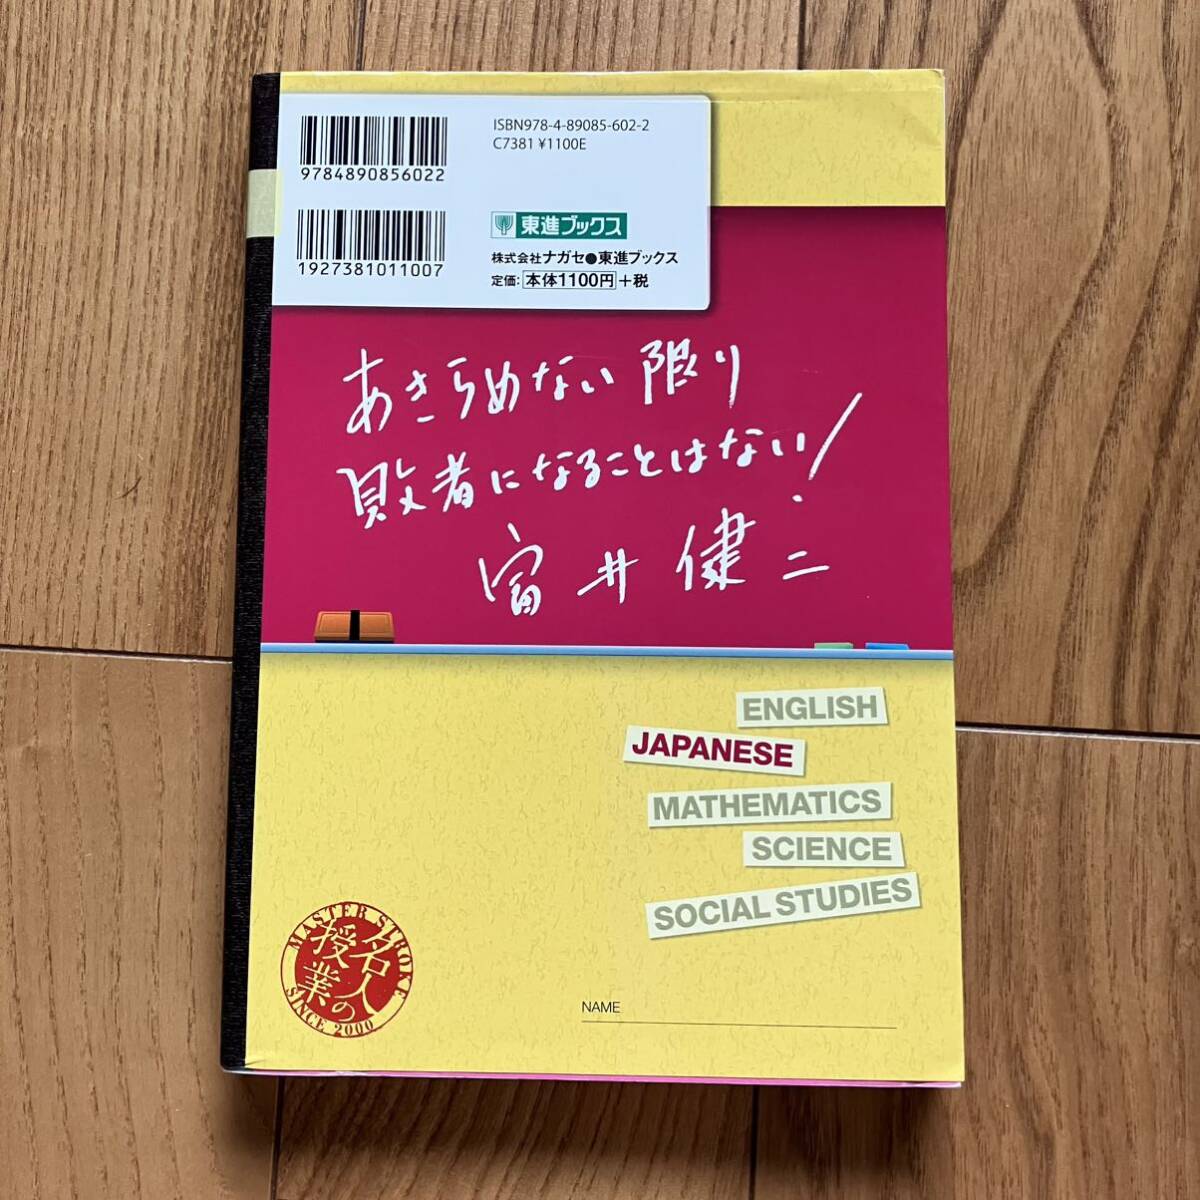 ISBN978-4-89085-602-2
C7381 ¥1100E
9784890856022
1927381011007
東進ブックス
株式会社ナガセ●東進ブックス
定価:本体1100円+税
あきらめない限り
敗者になることはない!
富井健二
ENGLISH
JAPANESE
MATHEMATICS
SCIENCE
SOCIAL STUDIES
MASTER STROKE
名人の
授業
SINCE 2000
NAME